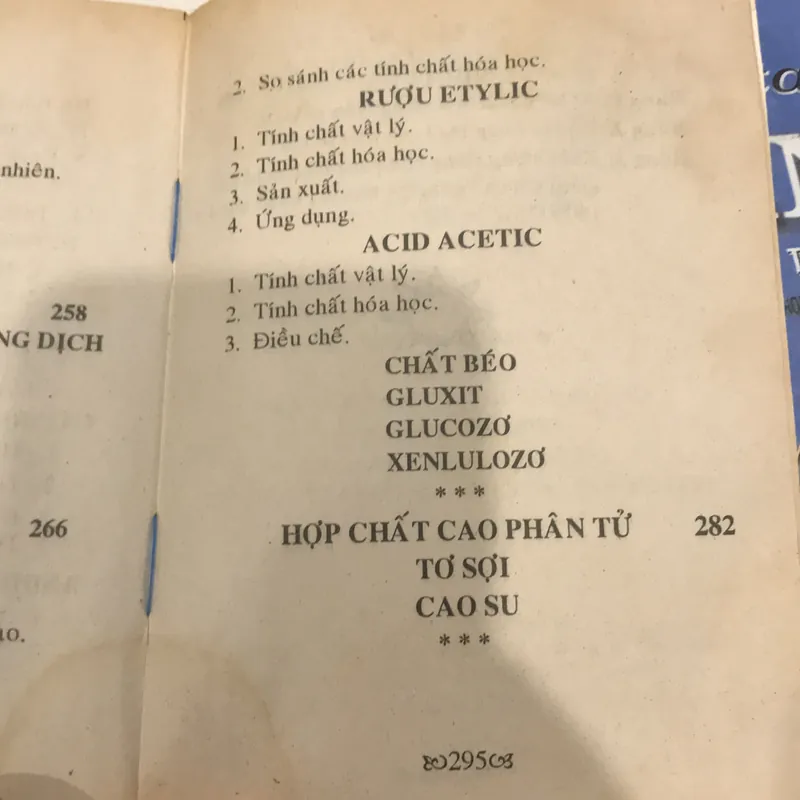 nhiên.
258
NG DỊCH
266
2. So sánh các tính chất hóa học.
RƯỢU ETYLIC
1. Tính chất vật lý.
2. Tính chất hóa học.
3. Sản xuất.
4. Ứng dụng.
ACID ACETIC
1. Tính chất vật lý.
2. Tính chất hóa học.
3. Điều chế.
CHẤT BÉO
GLUXIT
GLUCOZƠ
XENLULOZƠ
***
HỢP CHẤT CAO PHÂN TỬ 282
TƠ SỢI
CAO SU
***
295